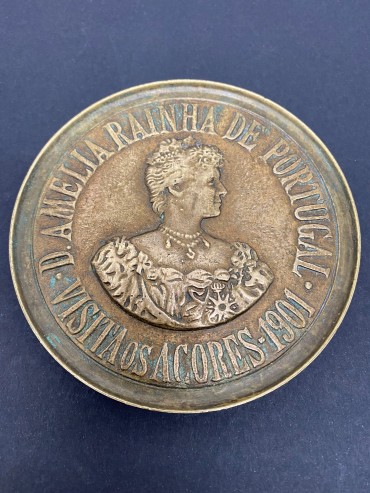 D. AMELIA RAINHA DE PORTUGAL
VISITA OS AÇORES-1901